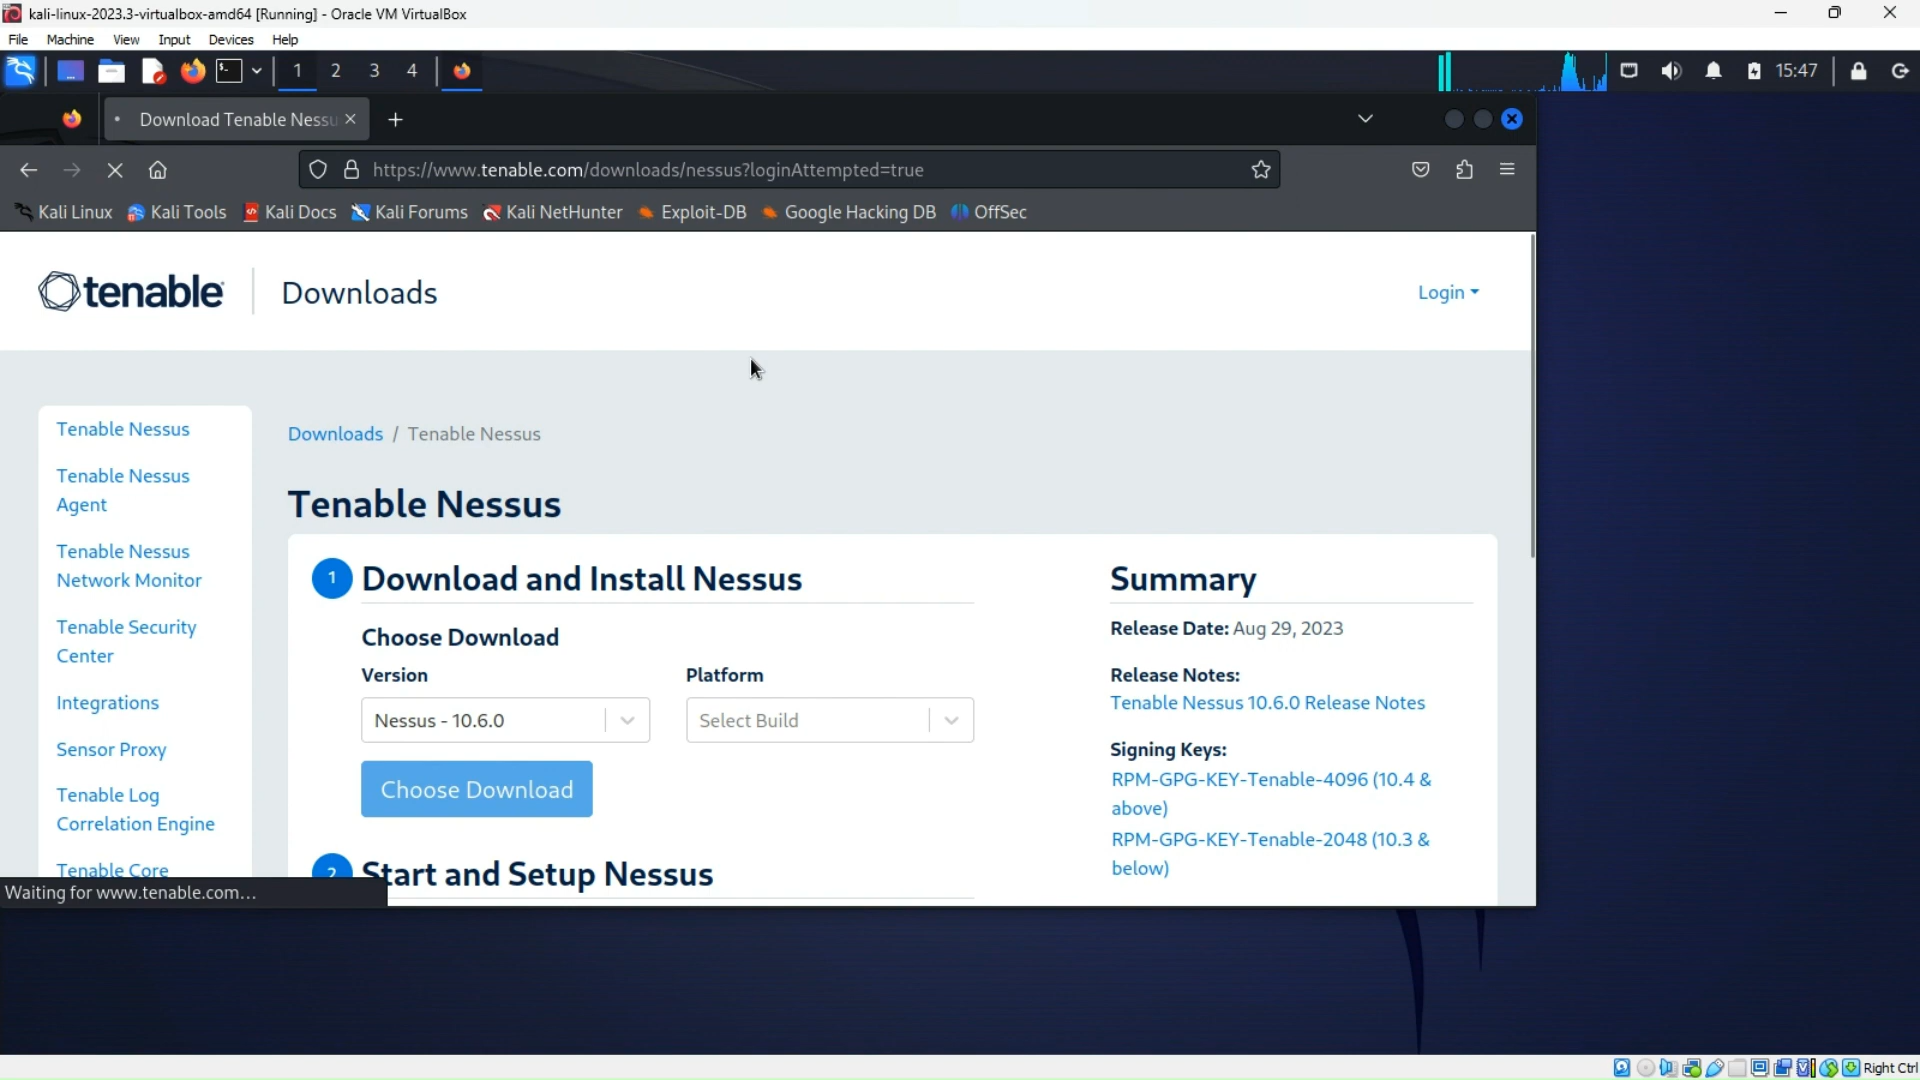 kali-linux-2023.3-virtualbox-amd64 [Running] - Oracle VM VirtualBox
File Machine View Input Devices Help
1 2 3 4 15:47
Download Tenable Nessu
https://www.tenable.com/downloads/nessus?loginAttempted=true
Kali Linux Kali Tools Kali Docs Kali Forums Kali NetHunter Exploit-DB Google Hacking DB OffSec
tenable Downloads
Login
Tenable Nessus
Tenable Nessus
Agent
Tenable Nessus
Network Monitor
Tenable Security
Center
Integrations
Sensor Proxy
Tenable Log
Correlation Engine
Tenable Core
Downloads / Tenable Nessus
Tenable Nessus
1 Download and Install Nessus
Choose Download
Version Platform
Nessus - 10.6.0 Select Build
Choose Download
2 Start and Setup Nessus
Summary
Release Date: Aug 29, 2023
Release Notes:
Tenable Nessus 10.6.0 Release Notes
Signing Keys:
RPM-GPG-KEY-Tenable-4096 (10.4 &
above)
RPM-GPG-KEY-Tenable-2048 (10.3 &
below)
Waiting for www.tenable.com...
Right Ctrl